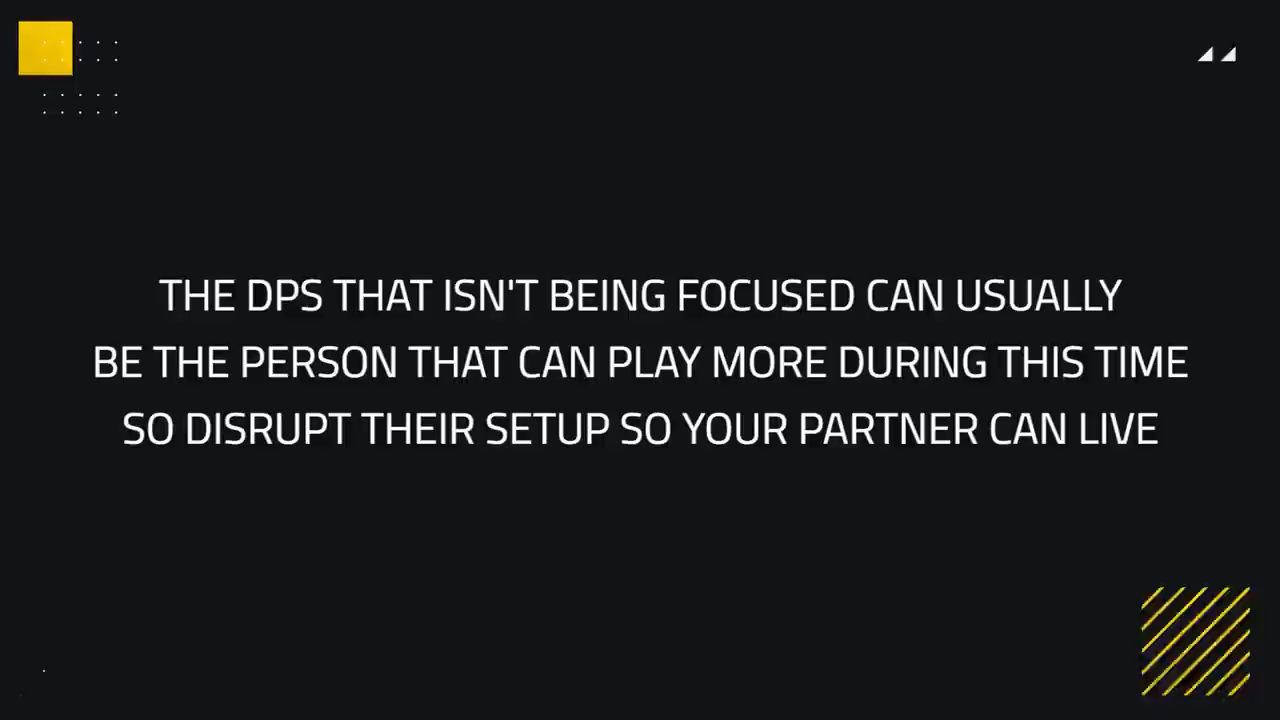 THE DPS THAT ISN'T BEING FOCUSED CAN USUALLY
BE THE PERSON THAT CAN PLAY MORE DURING THIS TIME
SO DISRUPT THEIR SETUP SO YOUR PARTNER CAN LIVE